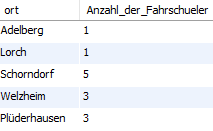 ort Anzahl_der_Fahrschueler
Adelberg 1
Lorch 1
Schorndorf 5
Welzheim 3
Plüderhausen 3